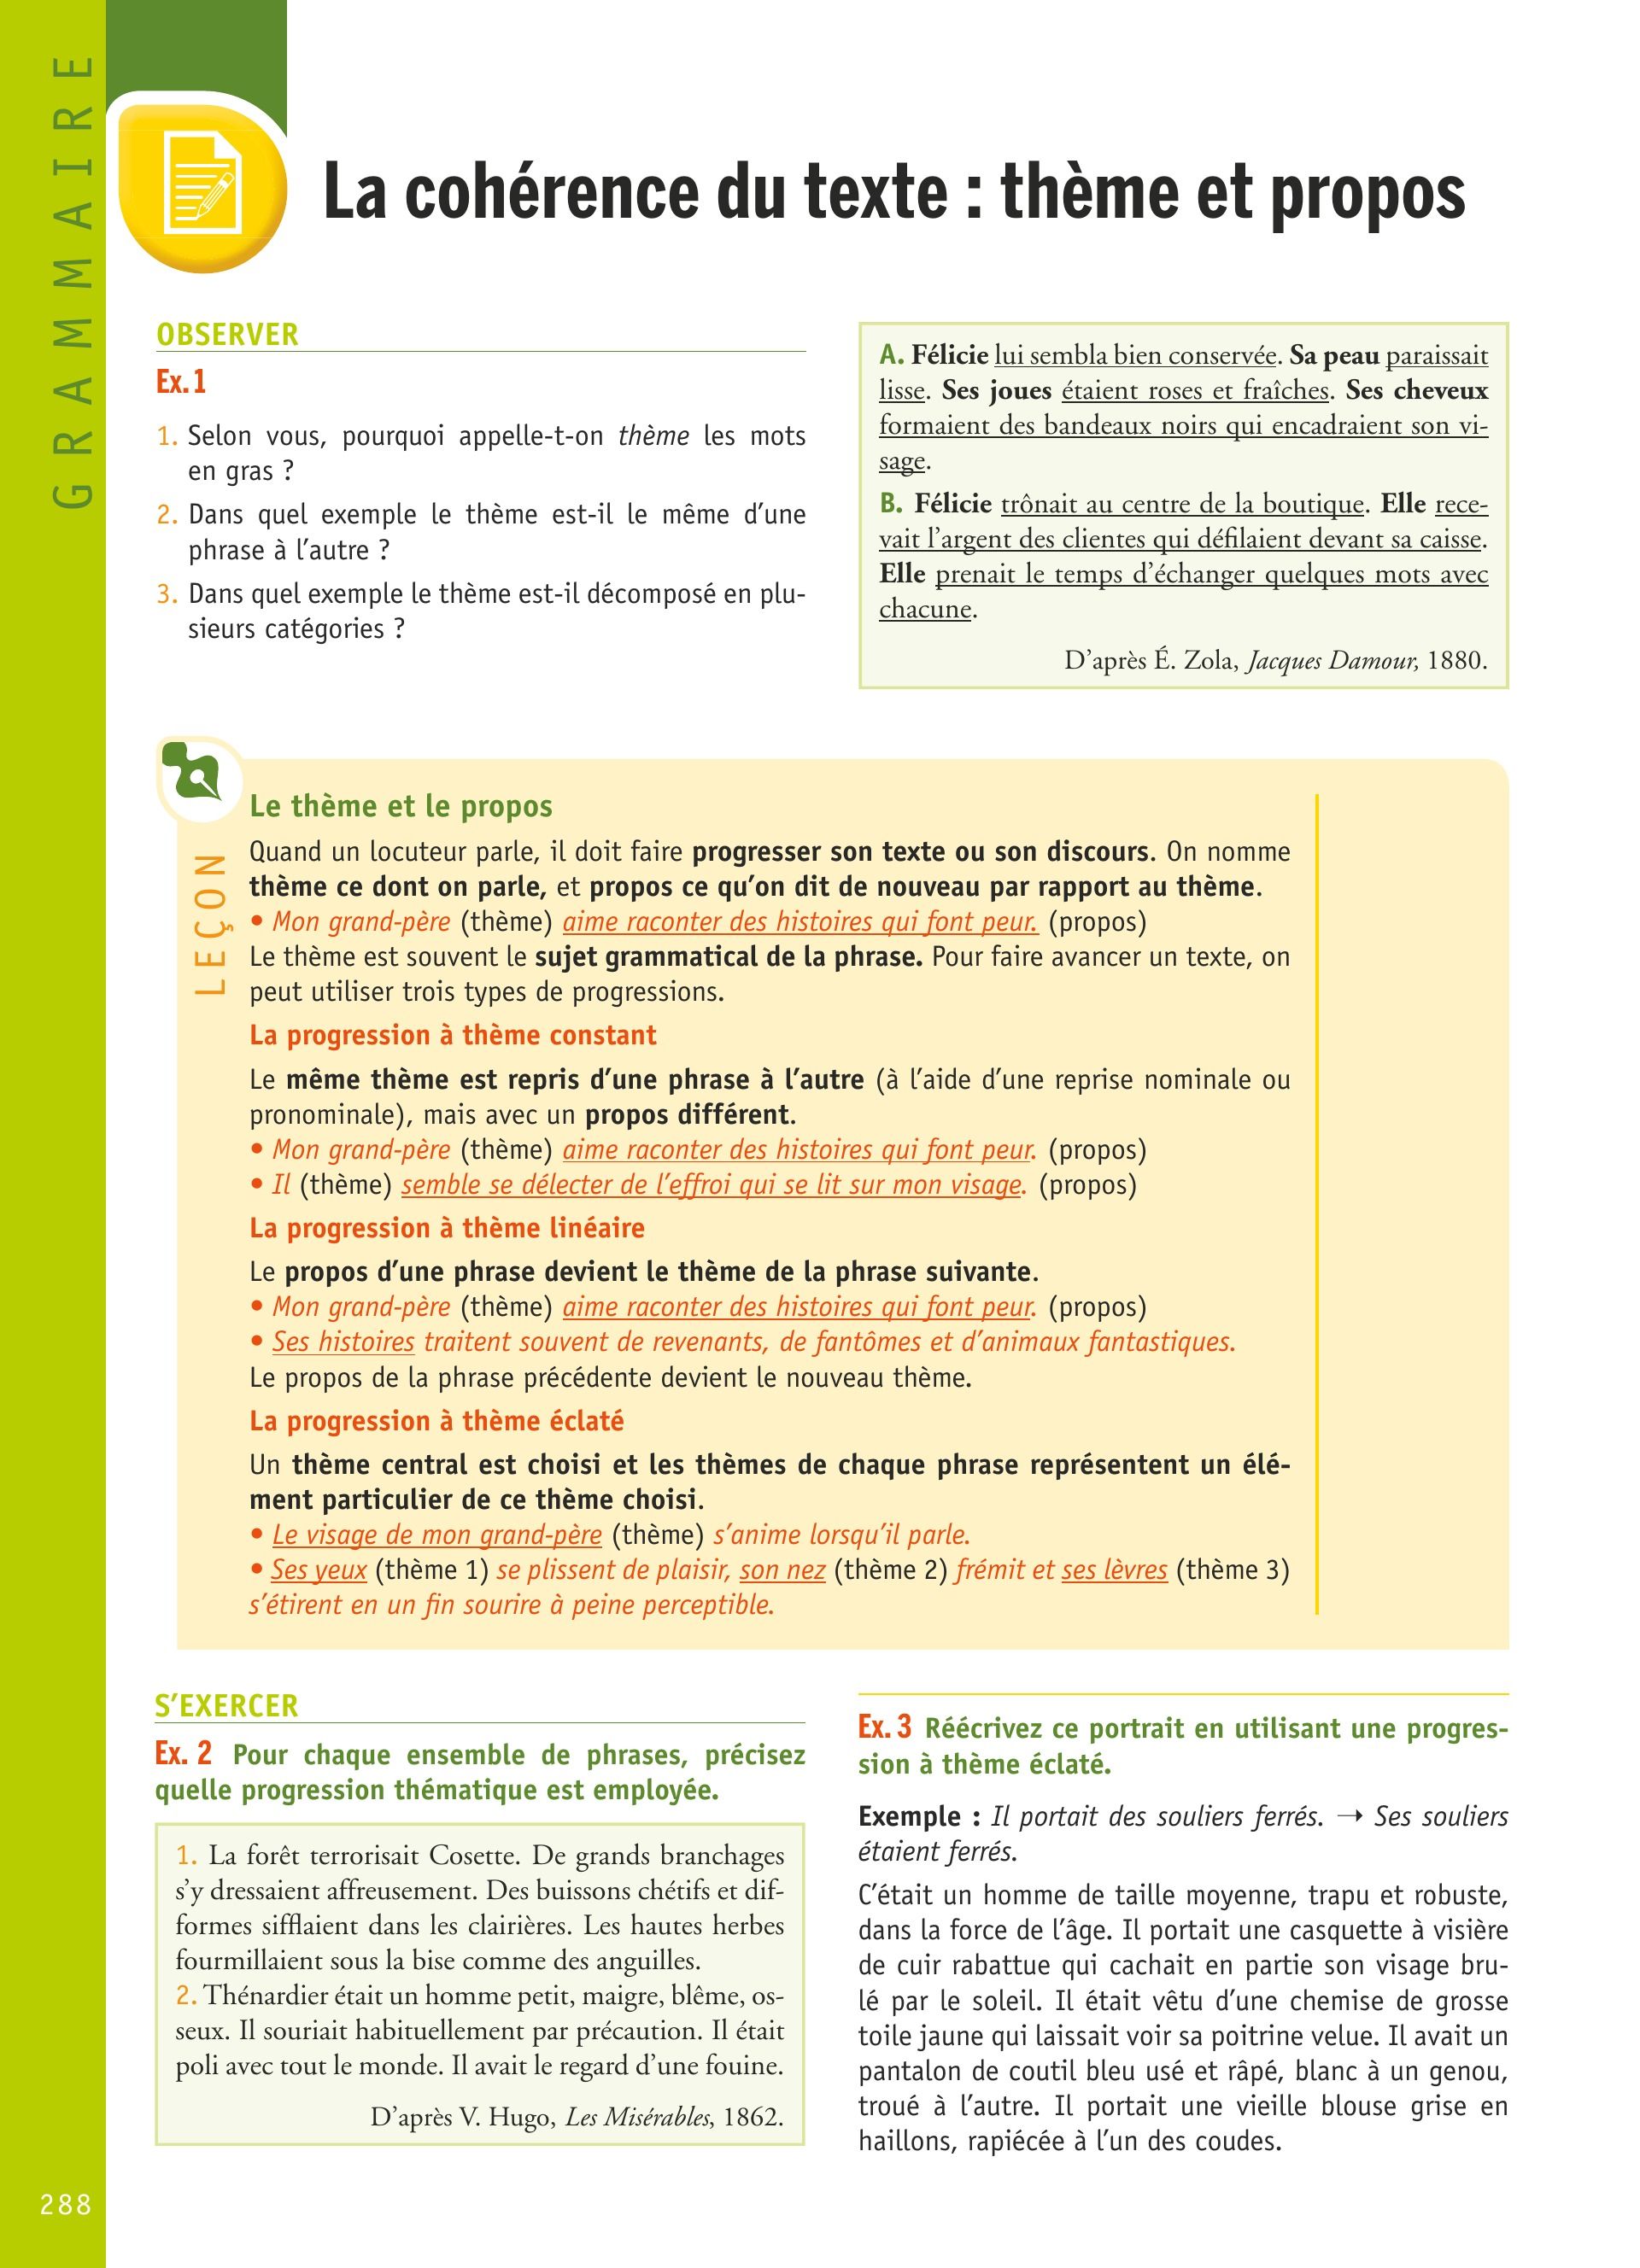 GRAMMAIRE
La cohérence du texte : thème et propos
OBSERVER
Ex. 1
1. Selon vous, pourquoi appelle-t-on thème les mots
en gras ?
2. Dans quel exemple le thème est-il le même d’une
phrase à l’autre ?
3. Dans quel exemple le thème est-il décomposé en plu-
sieurs catégories ?
A. Félicie lui sembla bien conservée. Sa peau paraissait
lisse. Ses joues étaient roses et fraîches. Ses cheveux
formaient des bandeaux noirs qui encadraient son vi-
sage.
B. Félicie trônait au centre de la boutique. Elle rece-
vait l’argent des clientes qui défilaient devant sa caisse.
Elle prenait le temps d’échanger quelques mots avec
chacune.
D’après É. Zola, Jacques Damour, 1880.
LEÇON
Le thème et le propos
Quand un locuteur parle, il doit faire progresser son texte ou son discours. On nomme
thème ce dont on parle, et propos ce qu’on dit de nouveau par rapport au thème.
• Mon grand-père (thème) aime raconter des histoires qui font peur. (propos)
Le thème est souvent le sujet grammatical de la phrase. Pour faire avancer un texte, on
peut utiliser trois types de progressions.
La progression à thème constant
Le même thème est repris d’une phrase à l’autre (à l’aide d’une reprise nominale ou
pronominale), mais avec un propos différent.
• Mon grand-père (thème) aime raconter des histoires qui font peur. (propos)
• Il (thème) semble se délecter de l’effroi qui se lit sur mon visage. (propos)
La progression à thème linéaire
Le propos d’une phrase devient le thème de la phrase suivante.
• Mon grand-père (thème) aime raconter des histoires qui font peur. (propos)
• Ses histoires traitent souvent de revenants, de fantômes et d’animaux fantastiques.
Le propos de la phrase précédente devient le nouveau thème.
La progression à thème éclaté
Un thème central est choisi et les thèmes de chaque phrase représentent un élé-
ment particulier de ce thème choisi.
• Le visage de mon grand-père (thème) s’anime lorsqu’il parle.
• Ses yeux (thème 1) se plissent de plaisir, son nez (thème 2) frémit et ses lèvres (thème 3)
s’étirent en un fin sourire à peine perceptible.
S’EXERCER
Ex. 2 Pour chaque ensemble de phrases, précisez
quelle progression thématique est employée.
1. La forêt terrorisait Cosette. De grands branchages
s’y dressaient affreusement. Des buissons chétifs et dif-
formes sifflaient dans les clairières. Les hautes herbes
fourmillaient sous la bise comme des anguilles.
2. Thénardier était un homme petit, maigre, blême, os-
seux. Il souriait habituellement par précaution. Il était
poli avec tout le monde. Il avait le regard d’une fouine.
D’après V. Hugo, Les Misérables, 1862.
Ex. 3 Réécrivez ce portrait en utilisant une progres-
sion à thème éclaté.
Exemple : Il portait des souliers ferrés. → Ses souliers
étaient ferrés.
C’était un homme de taille moyenne, trapu et robuste,
dans la force de l’âge. Il portait une casquette à visière
de cuir rabattue qui cachait en partie son visage bru-
lé par le soleil. Il était vêtu d’une chemise de grosse
toile jaune qui laissait voir sa poitrine velue. Il avait un
pantalon de coutil bleu usé et râpé, blanc à un genou,
troué à l’autre. Il portait une vieille blouse grise en
haillons, rapiécée à l’un des coudes.
288